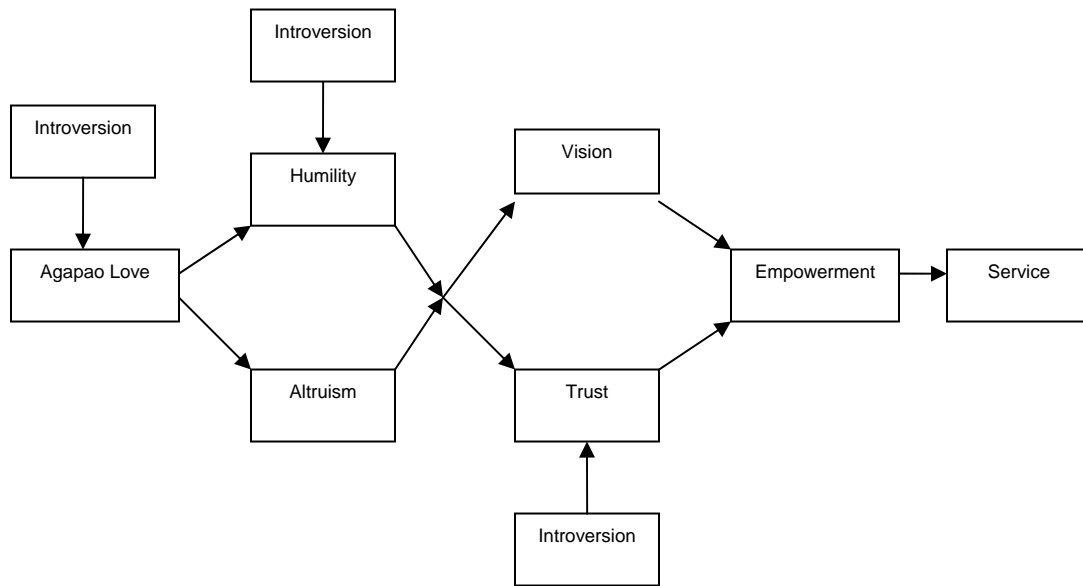 Introversion
Introversion
Vision
Humility
Agapao Love
Empowerment
Service
Altruism
Trust
Introversion